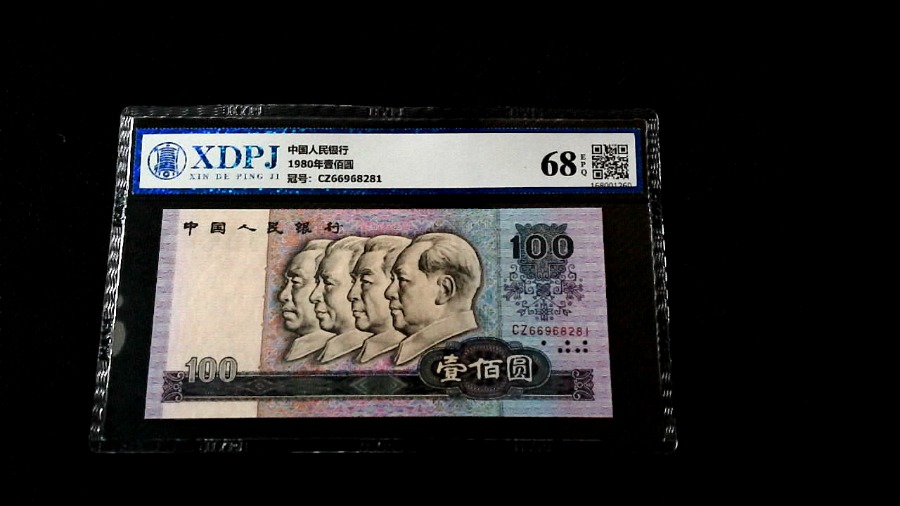 XDPJ
XIN DE PING JI
中国人民银行
1980年壹佰圆
冠号: CZ66968281
68 EPQ
168001260
中国人民银行
100
CZ66968281
100
壹佰圆